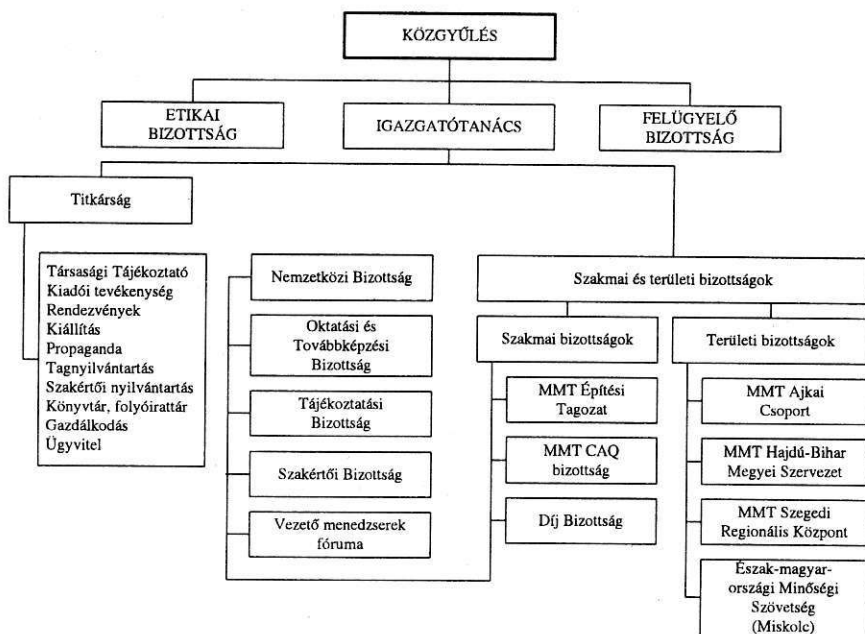 KÖZGYŰLÉS
ETIKAI
BIZOTTSÁG
IGAZGATÓTANÁCS
FELÜGYELŐ
BIZOTTSÁG
Titkárság
Társasági Tájékoztató
Kiadói tevékenység
Rendezvények
Kiállítás
Propaganda
Tagnyilvántartás
Szakértői nyilvántartás
Könyvtár, folyóirattár
Gazdálkodás
Ügyvitel
Nemzetközi Bizottság
Oktatási és
Továbbképzési
Bizottság
Tájékoztatási
Bizottság
Szakértői Bizottság
Vezető menedzserek
fóruma
Szakmai és területi bizottságok
Szakmai bizottságok
MMT Építési
Tagozat
MMT CAQ
bizottság
Díj Bizottság
Területi bizottságok
MMT Ajkai
Csoport
MMT Hajdú-Bihar
Megyei Szervezet
MMT Szegedi
Regionális Központ
Észak-magyar-
országi Minőségi
Szövetség
(Miskolc)